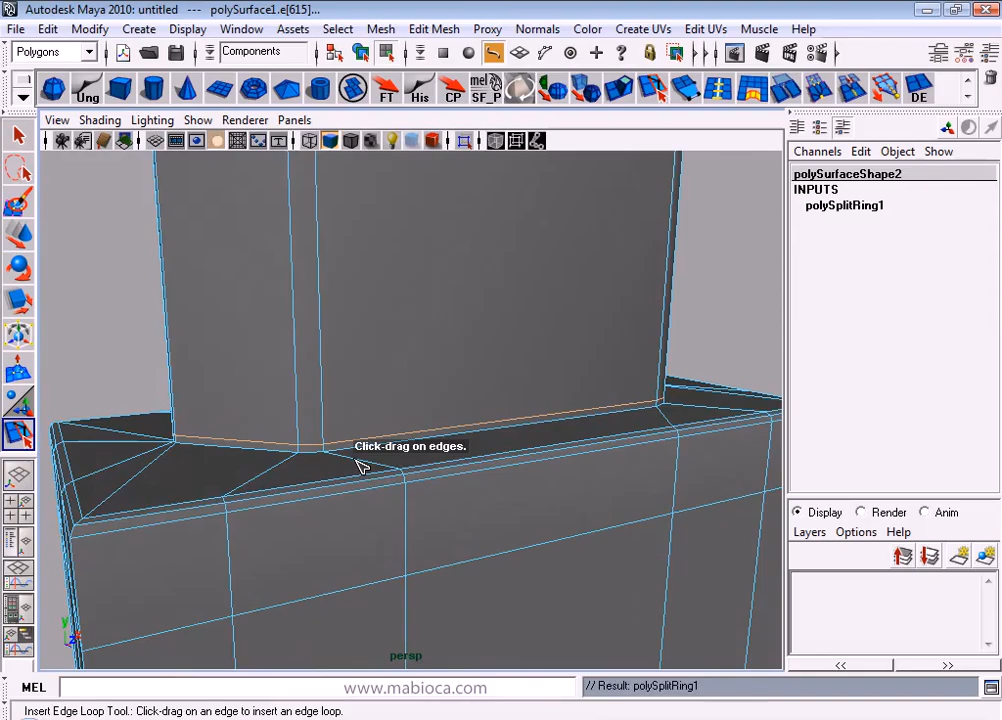 Autodesk Maya 2010: untitled --- polySurface1.e[615]...
File Edit Modify Create Display Window Assets Select Mesh Edit Mesh Proxy Normals Color Create UVs Edit UVs Muscle Help
Polygons Components
Ung FT His CP mel SF_P DE
View Shading Lighting Show Renderer Panels
Channels Edit Object Show
polySurfaceShape2
INPUTS
polySplitRing1
Click-drag on edges.
Display Render Anim
Layers Options Help
y
z
persp
<< >>
MEL www.mabioca.com // Result: polySplitRing1
Insert Edge Loop Tool.: Click-drag on an edge to insert an edge loop.